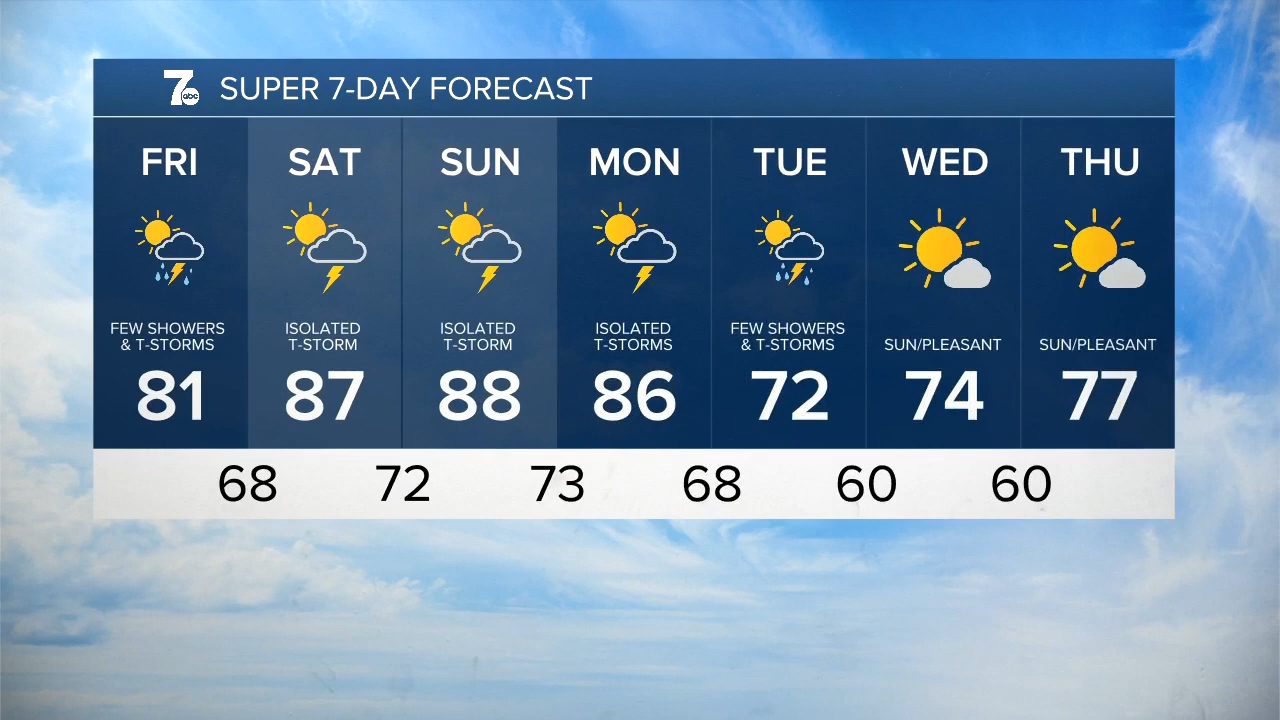 7 abc SUPER 7-DAY FORECAST
FRI SAT SUN MON TUE WED THU
FEW SHOWERS
& T-STORMS
ISOLATED
T-STORM
ISOLATED
T-STORM
ISOLATED
T-STORMS
FEW SHOWERS
& T-STORMS
SUN/PLEASANT
SUN/PLEASANT
81 87 88 86 72 74 77
68 72 73 68 60 60